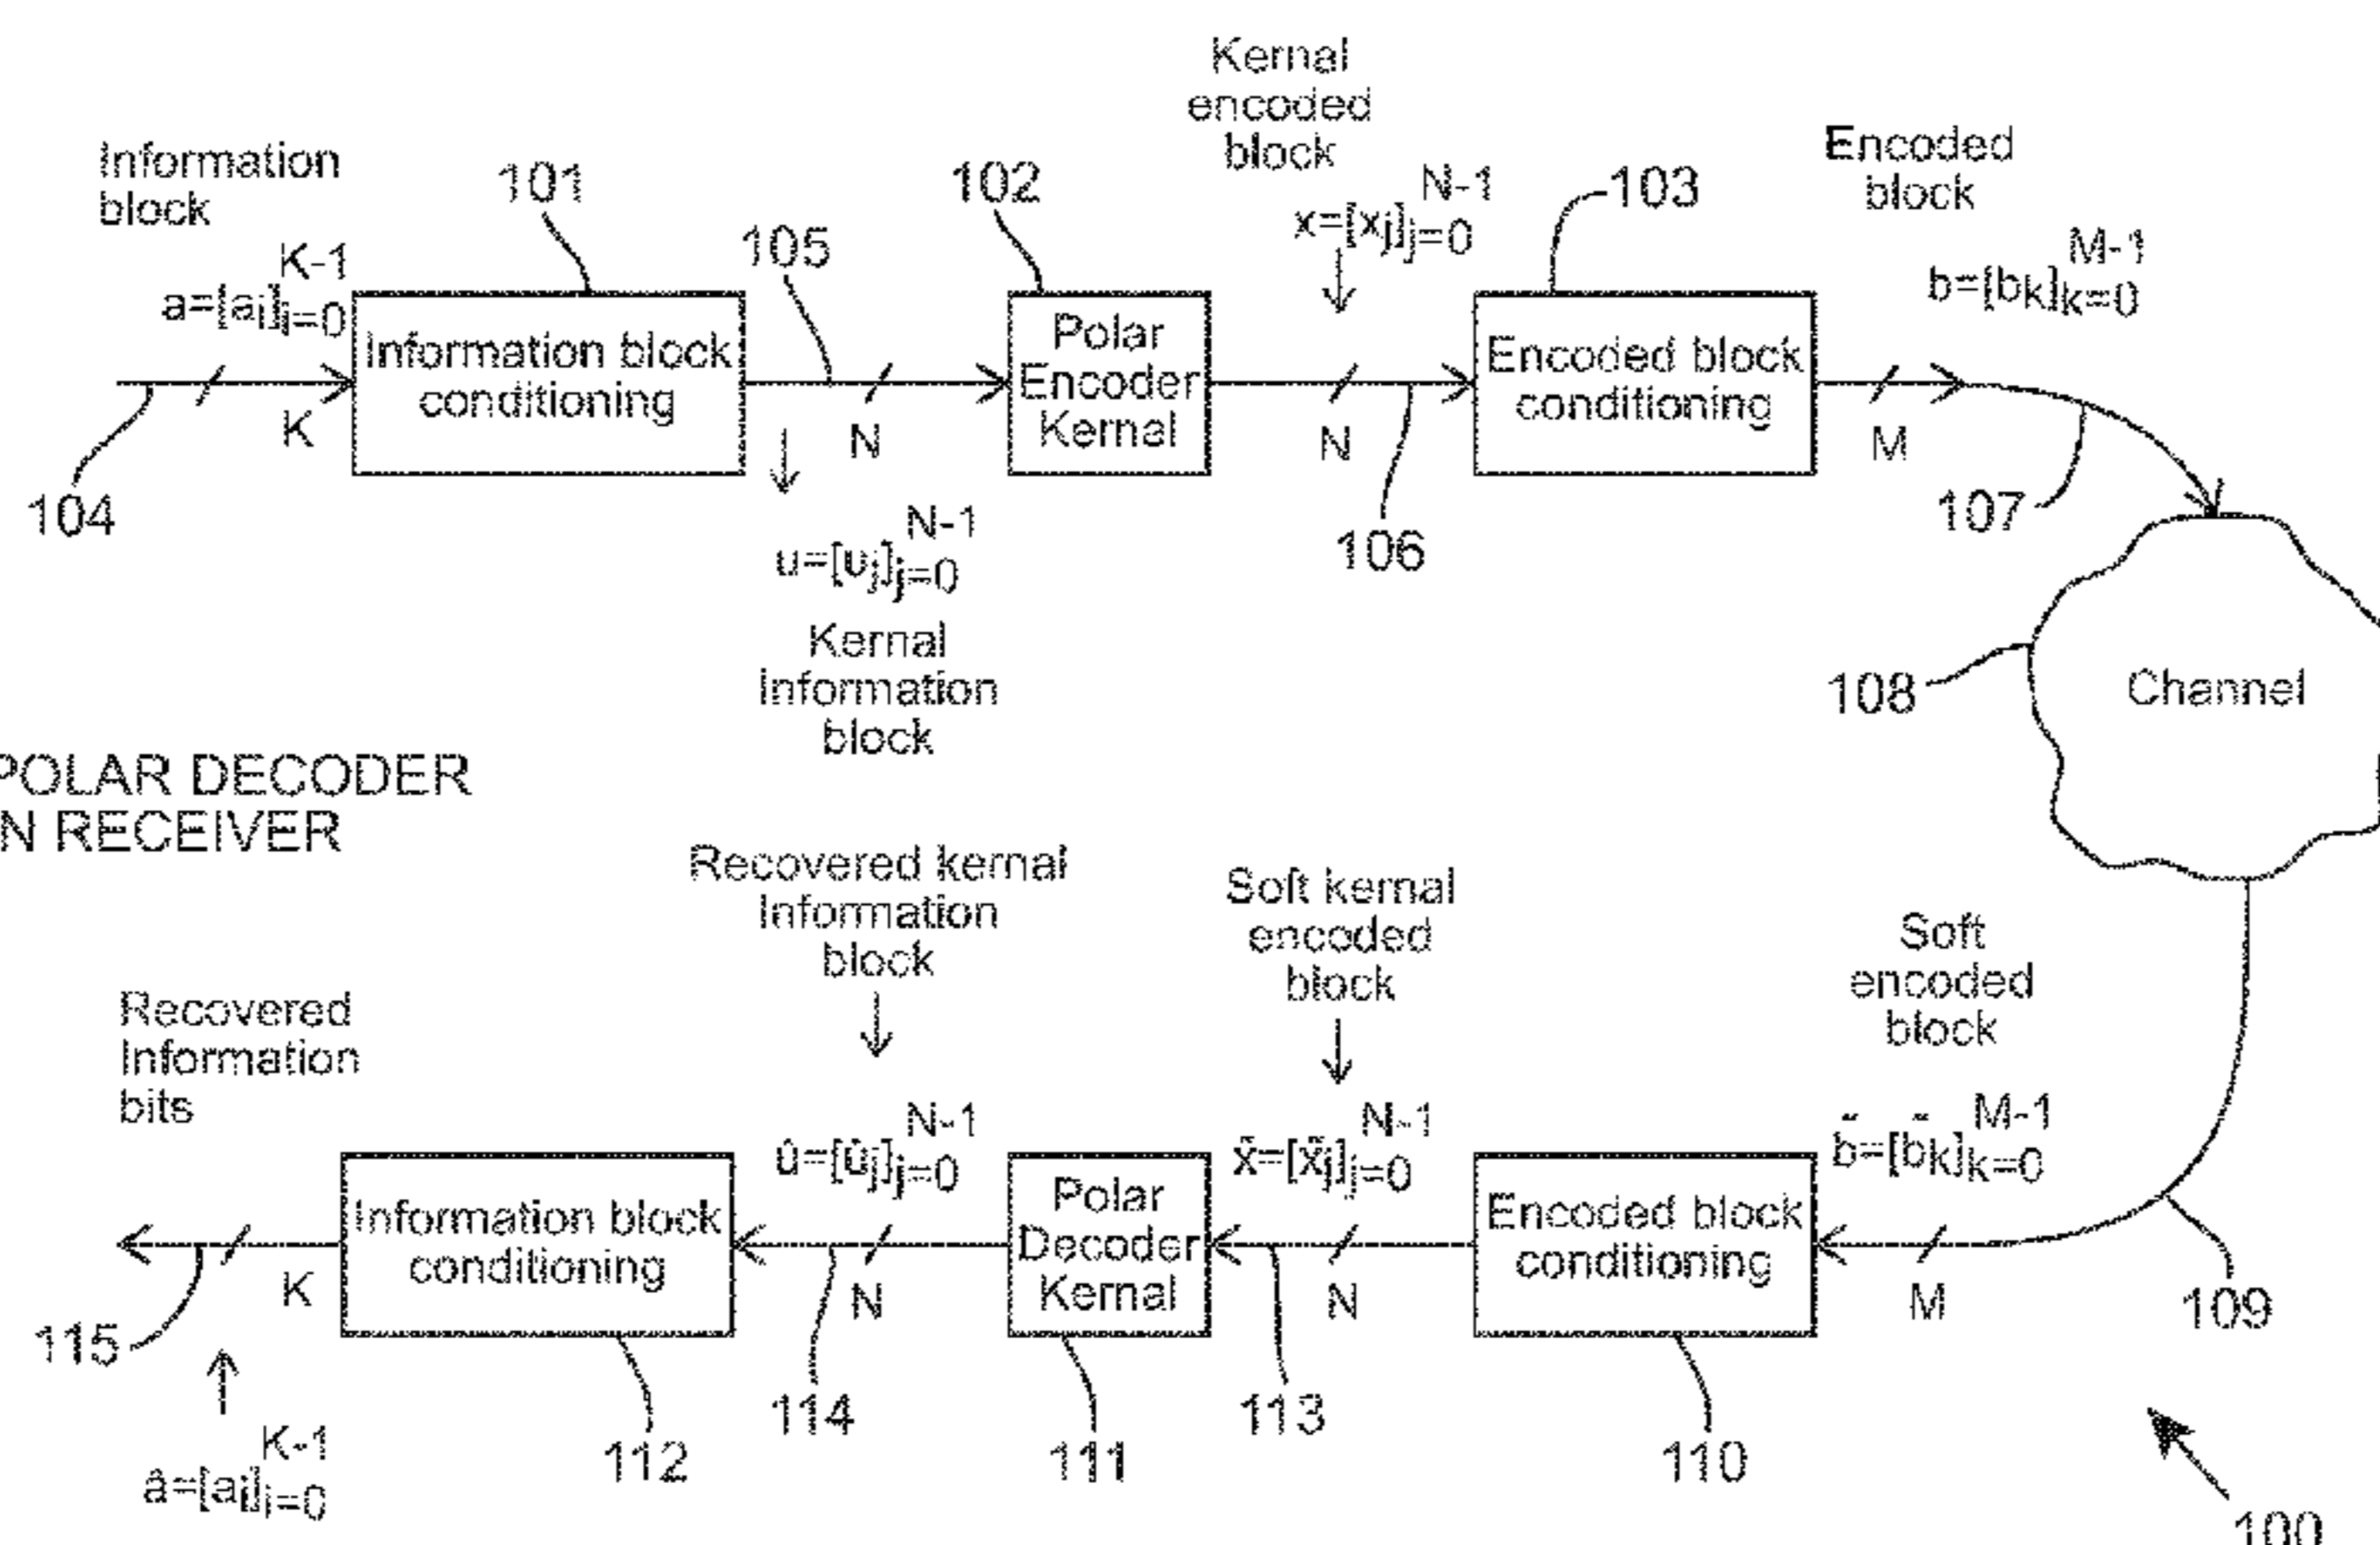 Information
block
a=[ai]i=0 K-1
K
104
101
Information block
conditioning
105
N
u=[uj]j=0 N-1
Kernal
Information
block
102
Polar
Encoder
Kernal
Kernal
encoded
block
x=[xj]j=0 N-1
N
106
103
Encoded block
conditioning
Encoded
block
b=[bk]k=0 M-1
M
107
108
Channel
POLAR DECODER
N RECEIVER
Soft
encoded
block
b̃=[b̃k]k=0 M-1
M
109
Encoded block
conditioning
110
Soft kernal
encoded
block
x̃=[x̃j]j=0 N-1
N
113
Polar
Decoder
Kernal
111
Recovered kernal
Information
block
û=[ûj]j=0 N-1
N
114
Information block
conditioning
112
Recovered
Information
bits
K
115
â=[ai]i=0 K-1
100